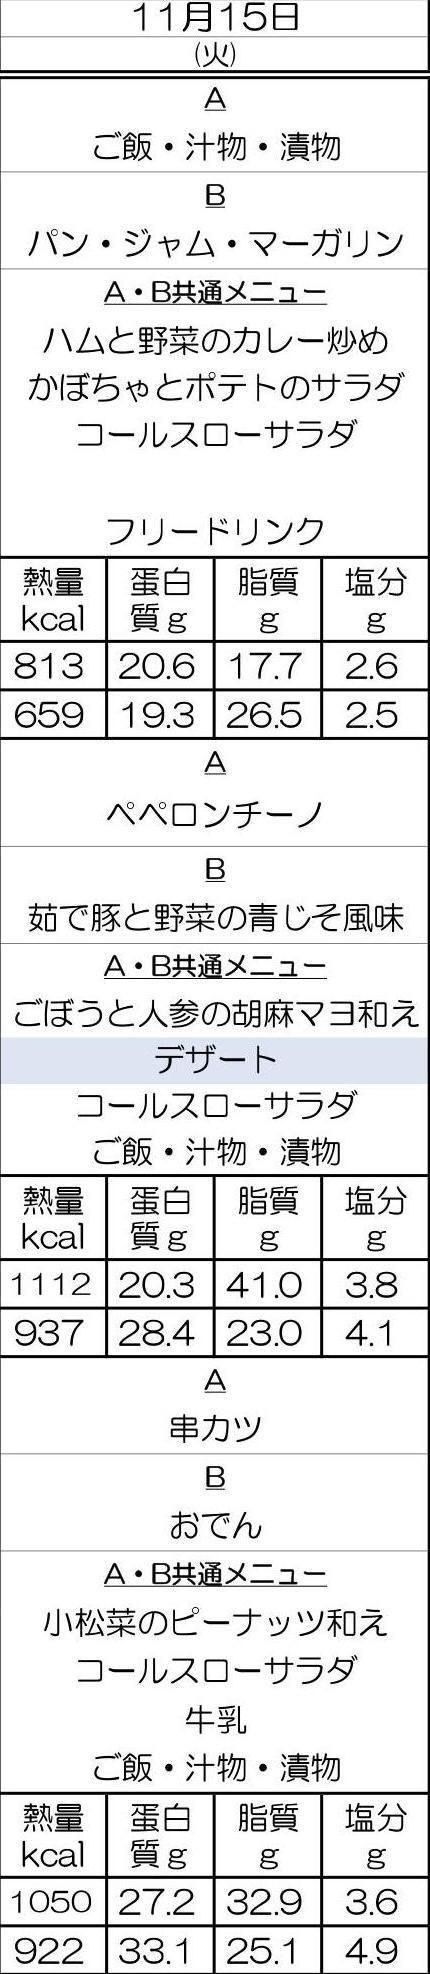 11月15日
(火)
A
ご飯・汁物・漬物
B
パン・ジャム・マーガリン
A・B共通メニュー
ハムと野菜のカレー炒め
かぼちゃとポテトのサラダ
コールスローサラダ
フリードリンク
熱量 蛋白 脂質 塩分
kcal 質g g g
813 20.6 17.7 2.6
659 19.3 26.5 2.5
A
ペペロンチーノ
B
茹で豚と野菜の青じそ風味
A・B共通メニュー
ごぼうと人参の胡麻マヨ和え
デザート
コールスローサラダ
ご飯・汁物・漬物
熱量 蛋白 脂質 塩分
kcal 質g g g
1112 20.3 41.0 3.8
937 28.4 23.0 4.1
A
串カツ
B
おでん
A・B共通メニュー
小松菜のピーナッツ和え
コールスローサラダ
牛乳
ご飯・汁物・漬物
熱量 蛋白 脂質 塩分
kcal 質g g g
1050 27.2 32.9 3.6
922 33.1 25.1 4.9